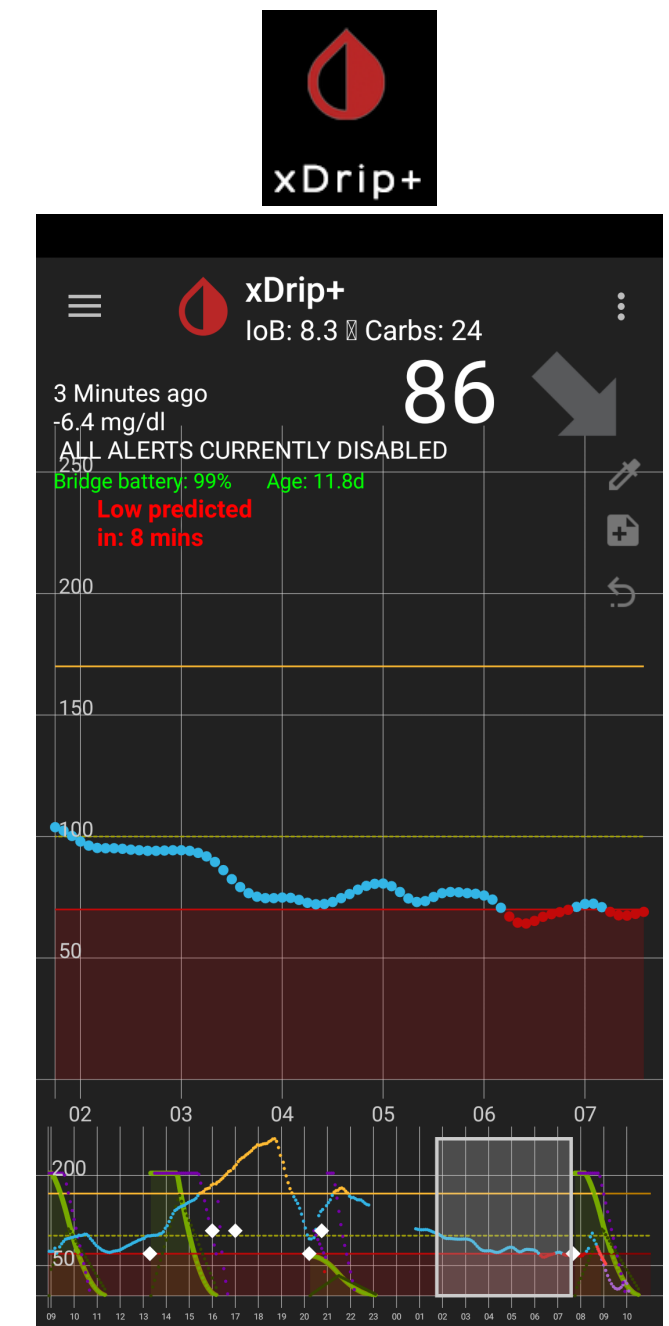 xDrip+
xDrip+
IoB: 8.3 Carbs: 24
86
3 Minutes ago
-6.4 mg/dl
ALL ALERTS CURRENTLY DISABLED
250
Bridge battery: 99% Age: 11.8d
Low predicted
in: 8 mins
200
150
100
50
02 03 04 05 06 07
200
50
09 10 11 12 13 14 15 16 17 18 19 20 21 22 23 00 01 02 03 04 05 06 07 08 09 10